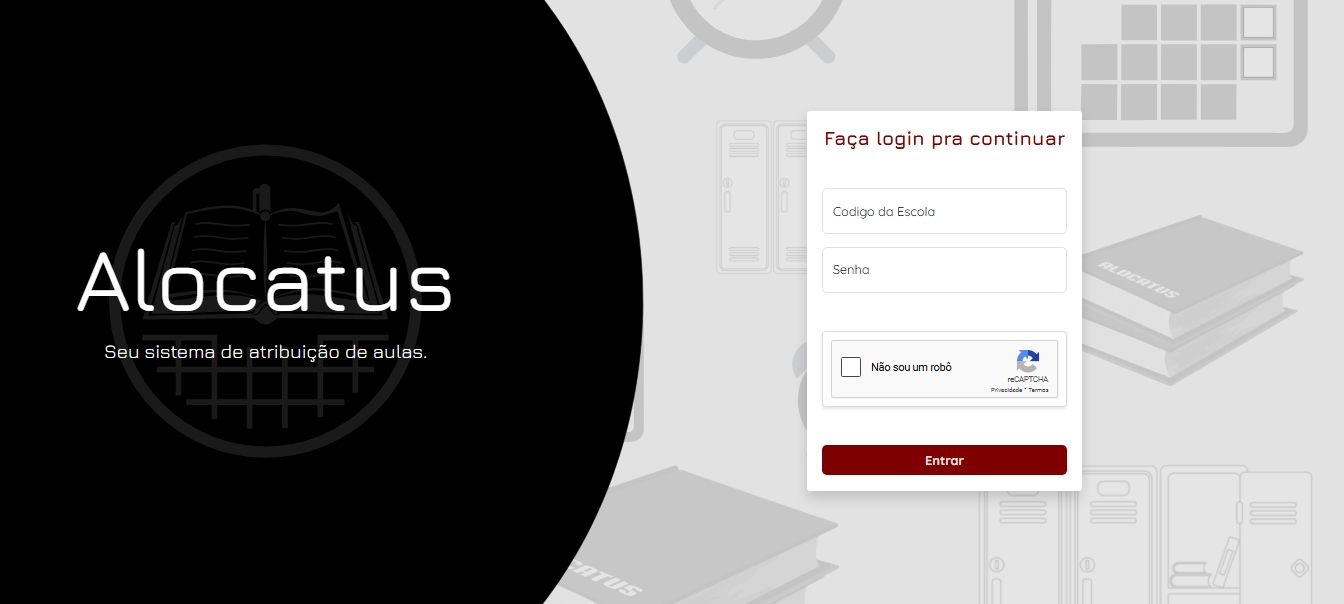 Alocatus
Seu sistema de atribuição de aulas.
Faça login pra continuar
Codigo da Escola
Senha
Não sou um robô
reCAPTCHA
Privacidade - Termos
Entrar
ALOCATUS
CATUS